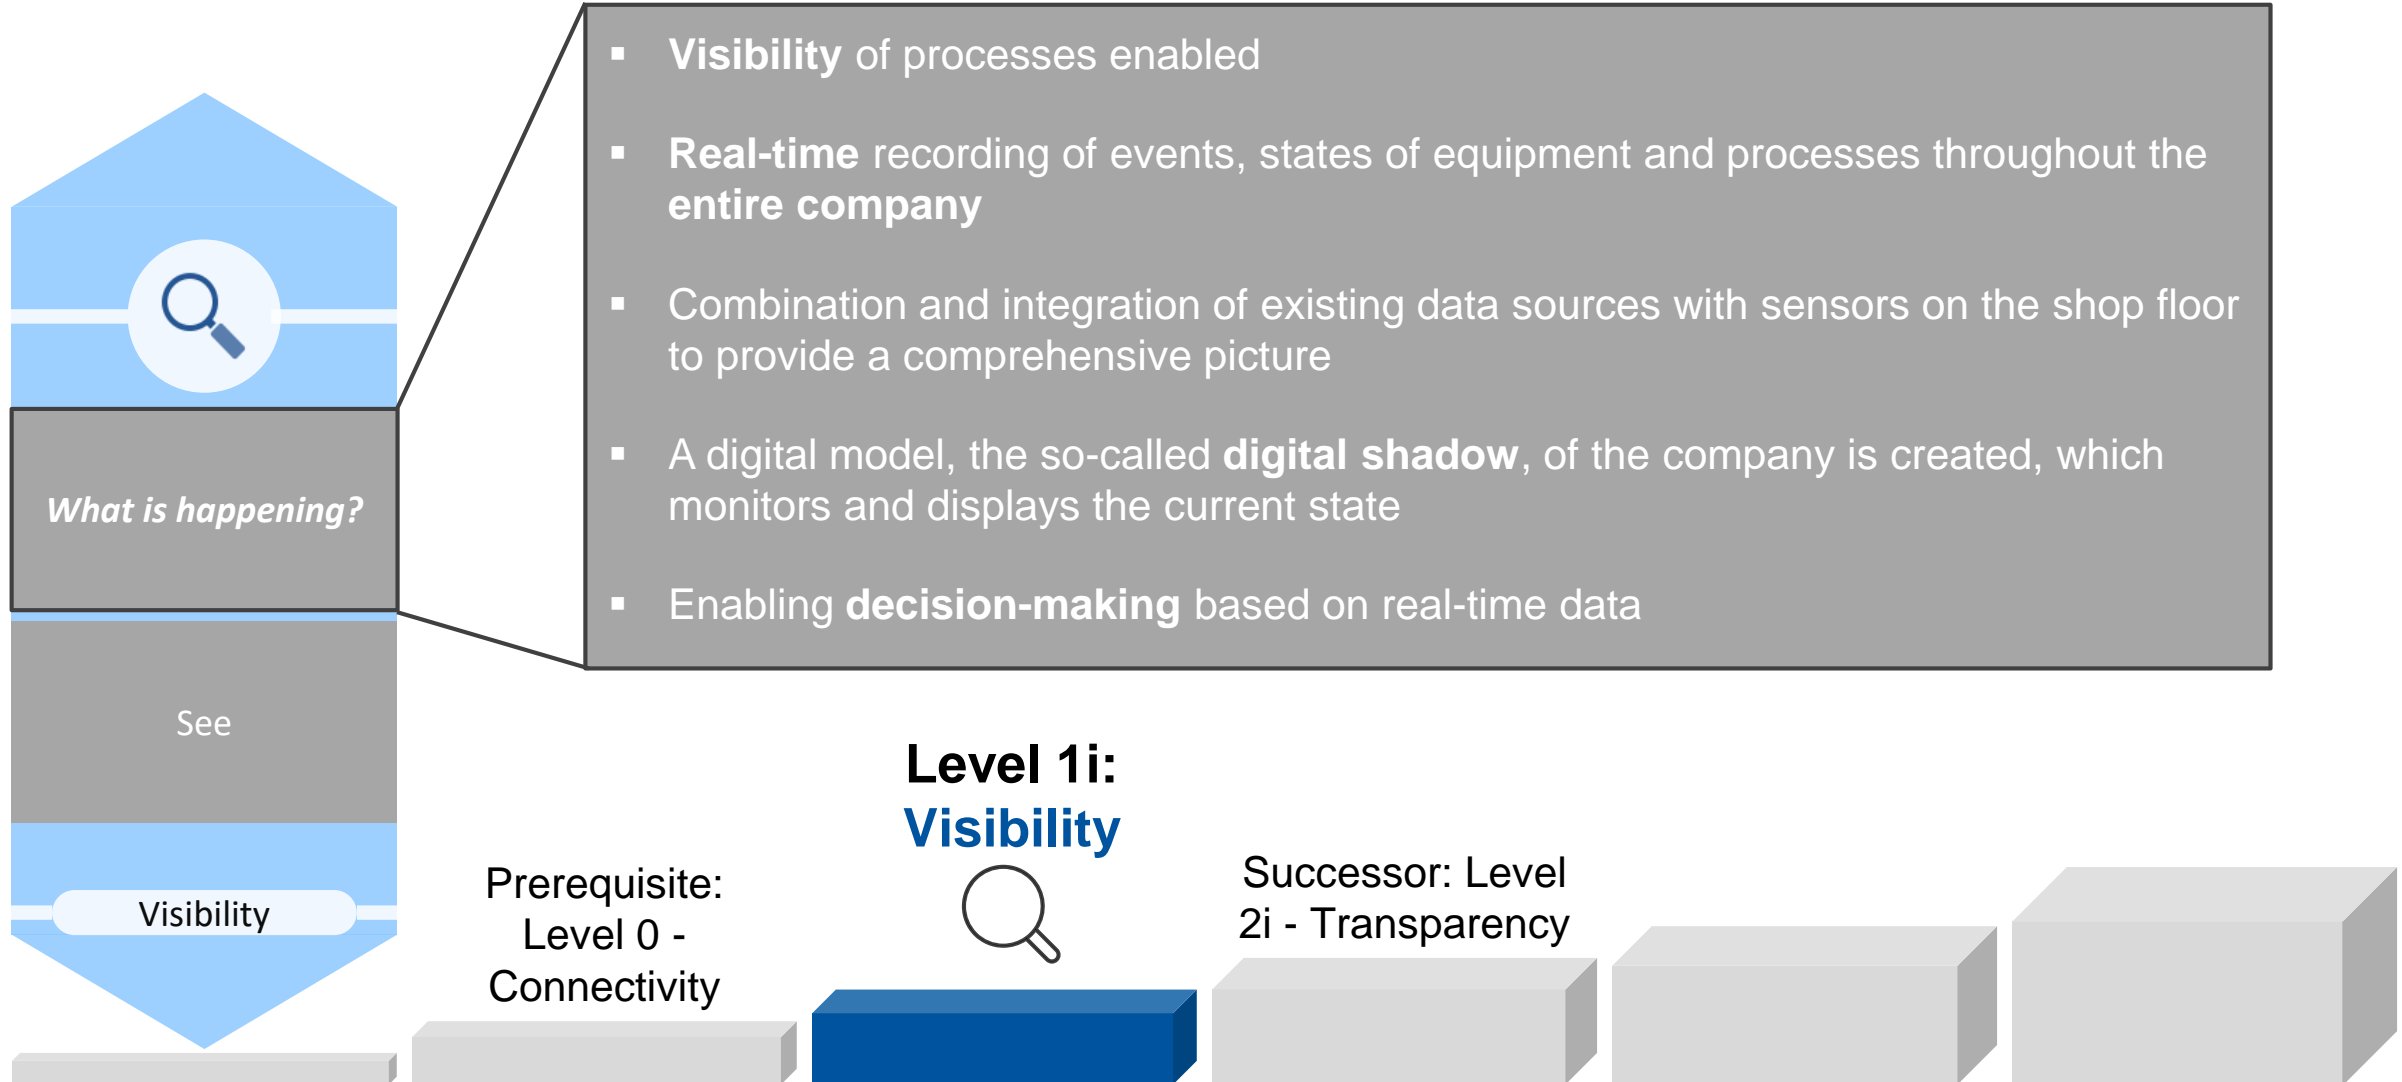 ▪ Visibility of processes enabled
▪ Real-time recording of events, states of equipment and processes throughout the
entire company
▪ Combination and integration of existing data sources with sensors on the shop floor
to provide a comprehensive picture
▪ A digital model, the so-called digital shadow, of the company is created, which
monitors and displays the current state
▪ Enabling decision-making based on real-time data
What is happening?
See
Visibility
Prerequisite:
Level 0 -
Connectivity
Level 1i:
Visibility
Successor: Level
2i - Transparency